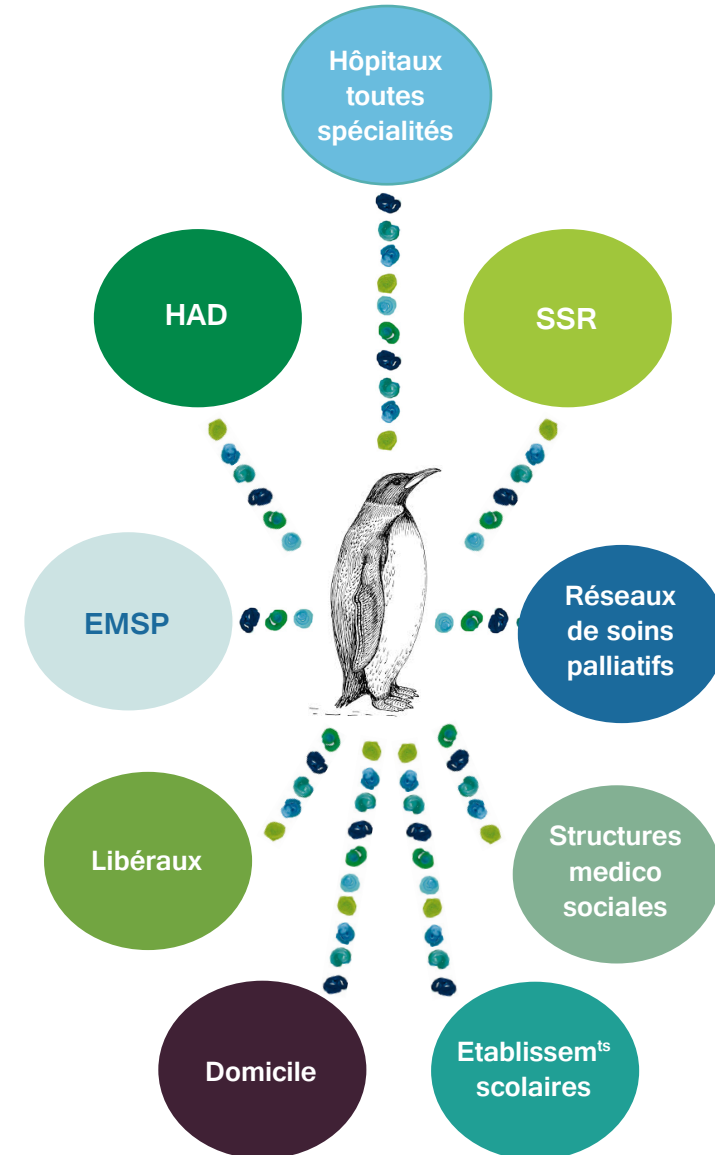 Hôpitaux
toutes
spécialités
HAD
SSR
EMSP
Réseaux
de soins
palliatifs
Libéraux
Structures
medico
sociales
Domicile
Etablissemᵗˢ
scolaires